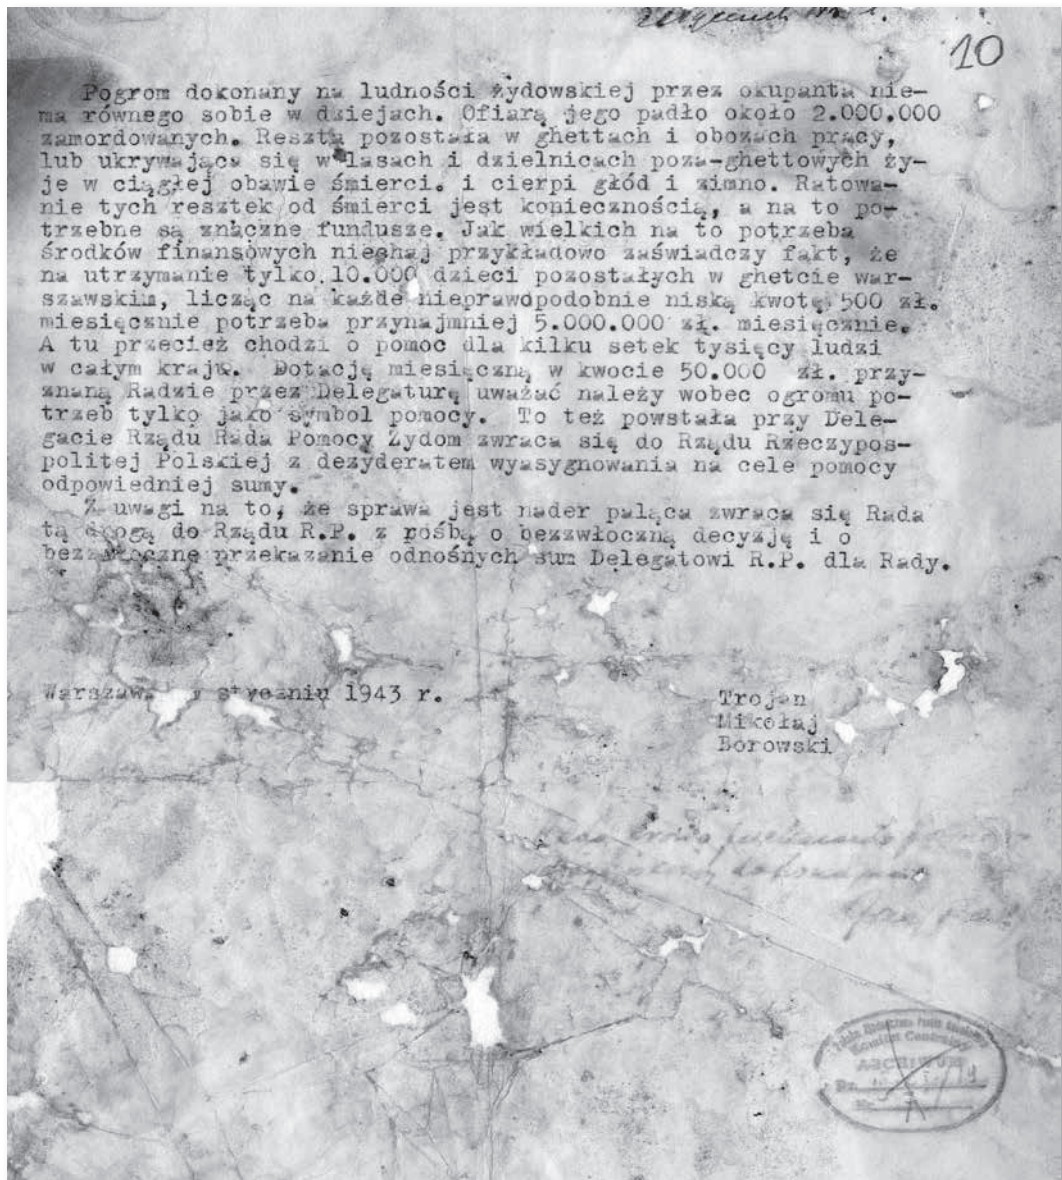 10
Pogrom dokonany na ludności żydowskiej przez okupanta nie-
ma równego sobie w dziejach. Ofiarą jego padło około 2.000.000
zamordowanych. Reszta pozostała w ghettach i obozach pracy,
lub ukrywająca się w lasach i dzielnicach poza-ghettowych ży-
je w ciągłej obawie śmierci. i cierpi głód i zimno. Ratowa-
nie tych resztek od śmierci jest koniecznością, a na to po-
trzebne są znaczne fundusze. Jak wielkich na to potrzeba
środków finansowych niechaj przykładowo zaświadczy fakt, że
na utrzymanie tylko 10.000 dzieci pozostałych w ghetcie war-
szawskim, licząc na każde nieprawdopodobnie niską kwotę 500 zł.
miesięcznie potrzeba przynajmniej 5.000.000 zł. miesięcznie.
A tu przecież chodzi o pomoc dla kilku setek tysięcy ludzi
w całym kraju. Dotację miesięczną w kwocie 50.000 zł. przy-
znaną Radzie przez Delegaturę uważać należy wobec ogromu po-
trzeb tylko jako symbol pomocy. To też powstała przy Dele-
gacie Rządu Rada Pomocy Żydom zwraca się do Rządu Rzeczypos-
politej Polskiej z dezyderatem wyasygnowania na cele pomocy
odpowiedniej sumy.
Z uwagi na to, że sprawa jest nader paląca zwraca się Rada
tą drogą do Rządu R.P. z rośbą o bezzwłoczną decyzję i o
bezzwłoczne przekazanie odnośnych sum Delegatowi R.P. dla Rady.
Warszawa styczniu 1943 r.
Trojan
Mikołaj
Borowski
Komitet Centralny
ARCHIWUM